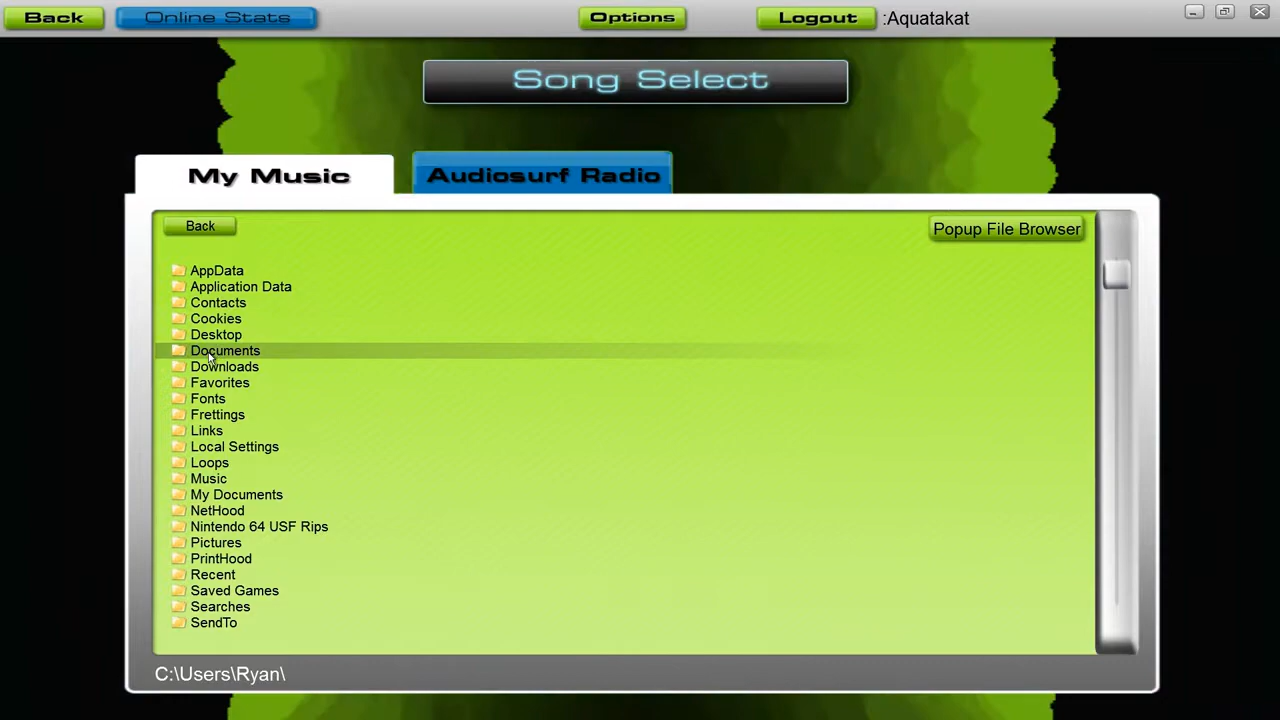 Back
Online Stats
Options
Logout :Aquatakat
Song Select
My Music
Audiosurf Radio
Back
Popup File Browser
AppData
Application Data
Contacts
Cookies
Desktop
Documents
Downloads
Favorites
Fonts
Frettings
Links
Local Settings
Loops
Music
My Documents
NetHood
Nintendo 64 USF Rips
Pictures
PrintHood
Recent
Saved Games
Searches
SendTo
C:\Users\Ryan\